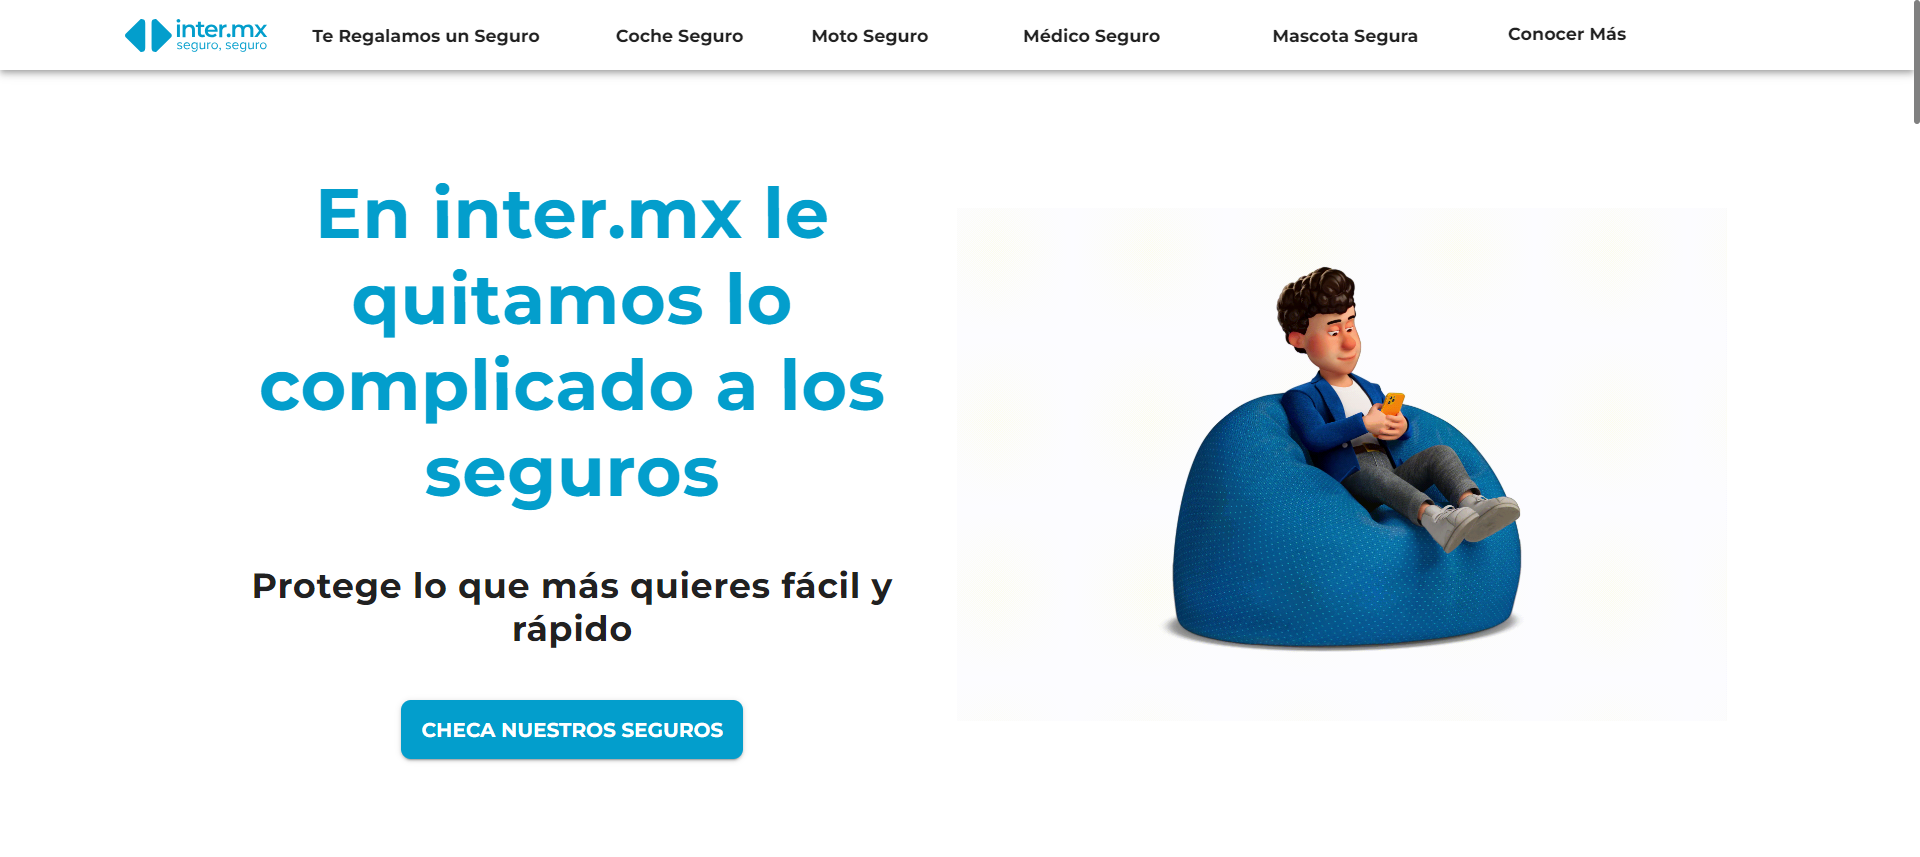 inter.mx
seguro, seguro
Te Regalamos un Seguro
Coche Seguro
Moto Seguro
Médico Seguro
Mascota Segura
Conocer Más
En inter.mx le
quitamos lo
complicado a los
seguros
Protege lo que más quieres fácil y
rápido
CHECA NUESTROS SEGUROS